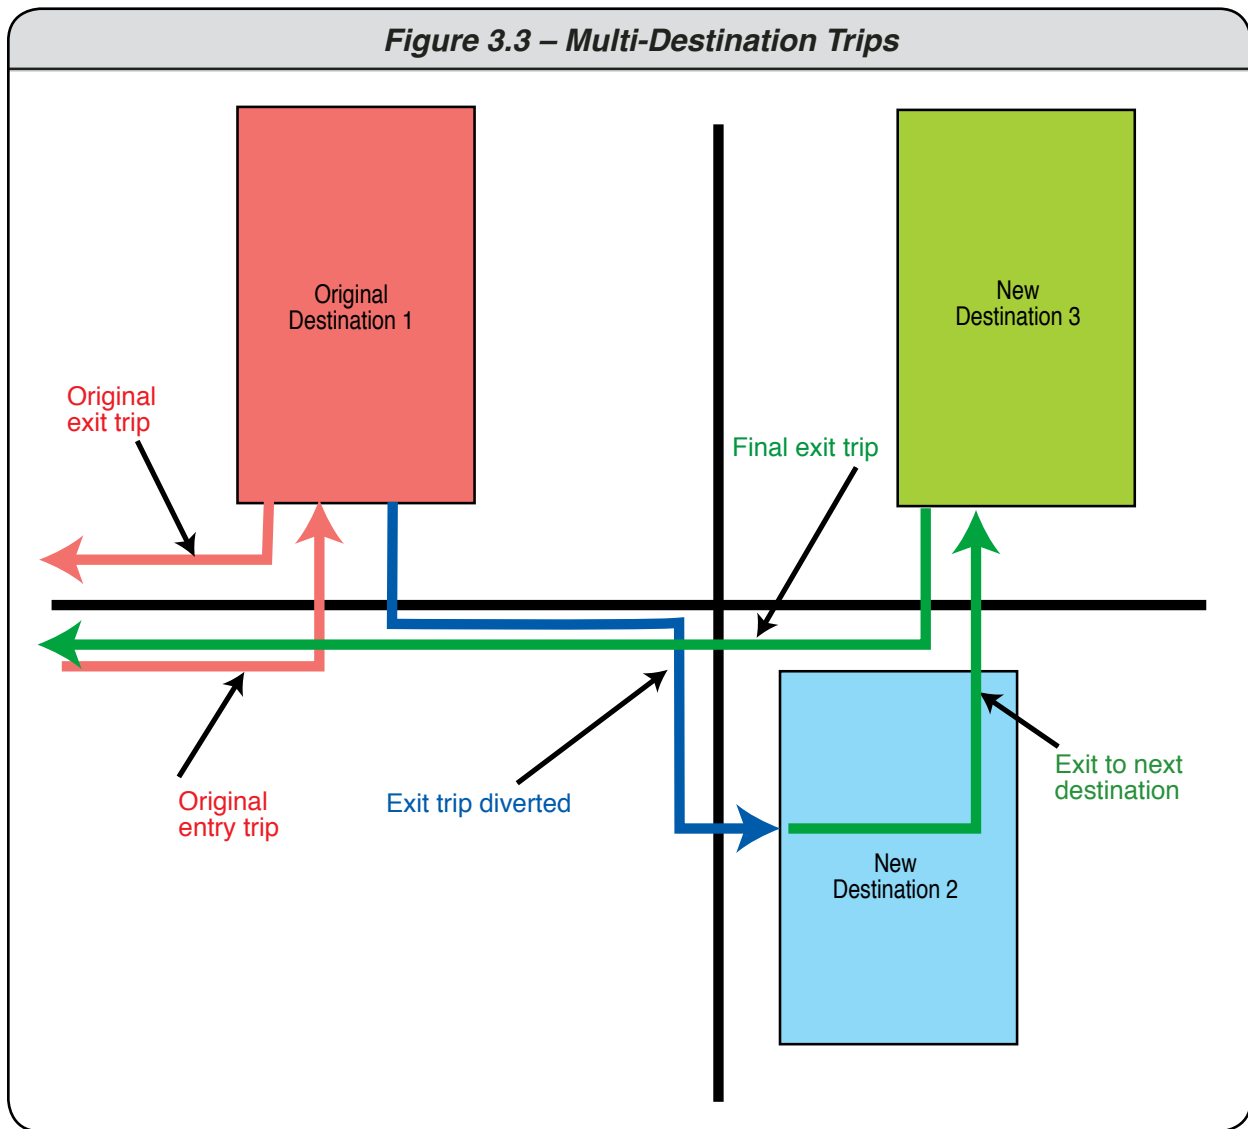 Figure 3.3 – Multi-Destination Trips
Original
Destination 1
New
Destination 3
Original
exit trip
Final exit trip
Original
entry trip
Exit trip diverted
Exit to next
destination
New
Destination 2